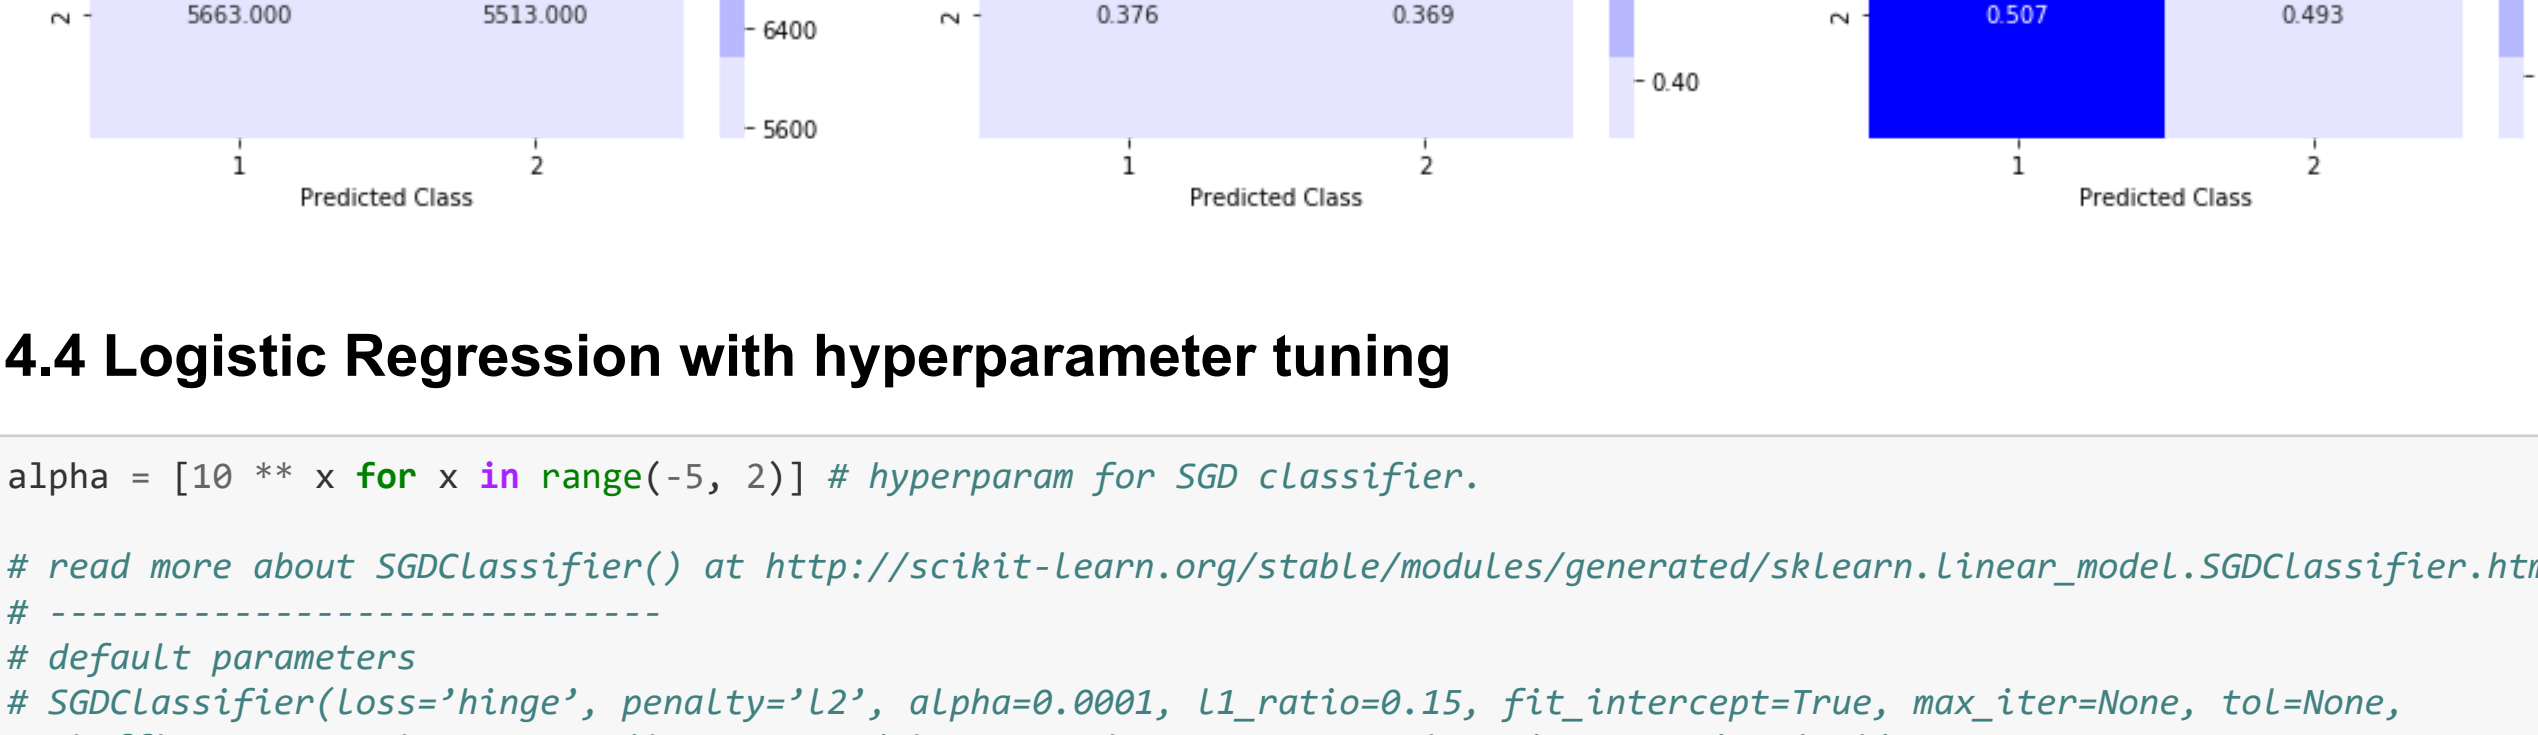 2 5663.000 5513.000 6400 2 0.376 0.369 2 0.507 0.493
0.40
5600
1 2 1 2 1 2
Predicted Class Predicted Class Predicted Class
4.4 Logistic Regression with hyperparameter tuning
alpha = [10 ** x for x in range(-5, 2)] # hyperparam for SGD classifier.
# read more about SGDClassifier() at http://scikit-learn.org/stable/modules/generated/sklearn.linear_model.SGDClassifier.htm
# ------------------------------
# default parameters
# SGDClassifier(loss=’hinge’, penalty=’l2’, alpha=0.0001, l1_ratio=0.15, fit_intercept=True, max_iter=None, tol=None,